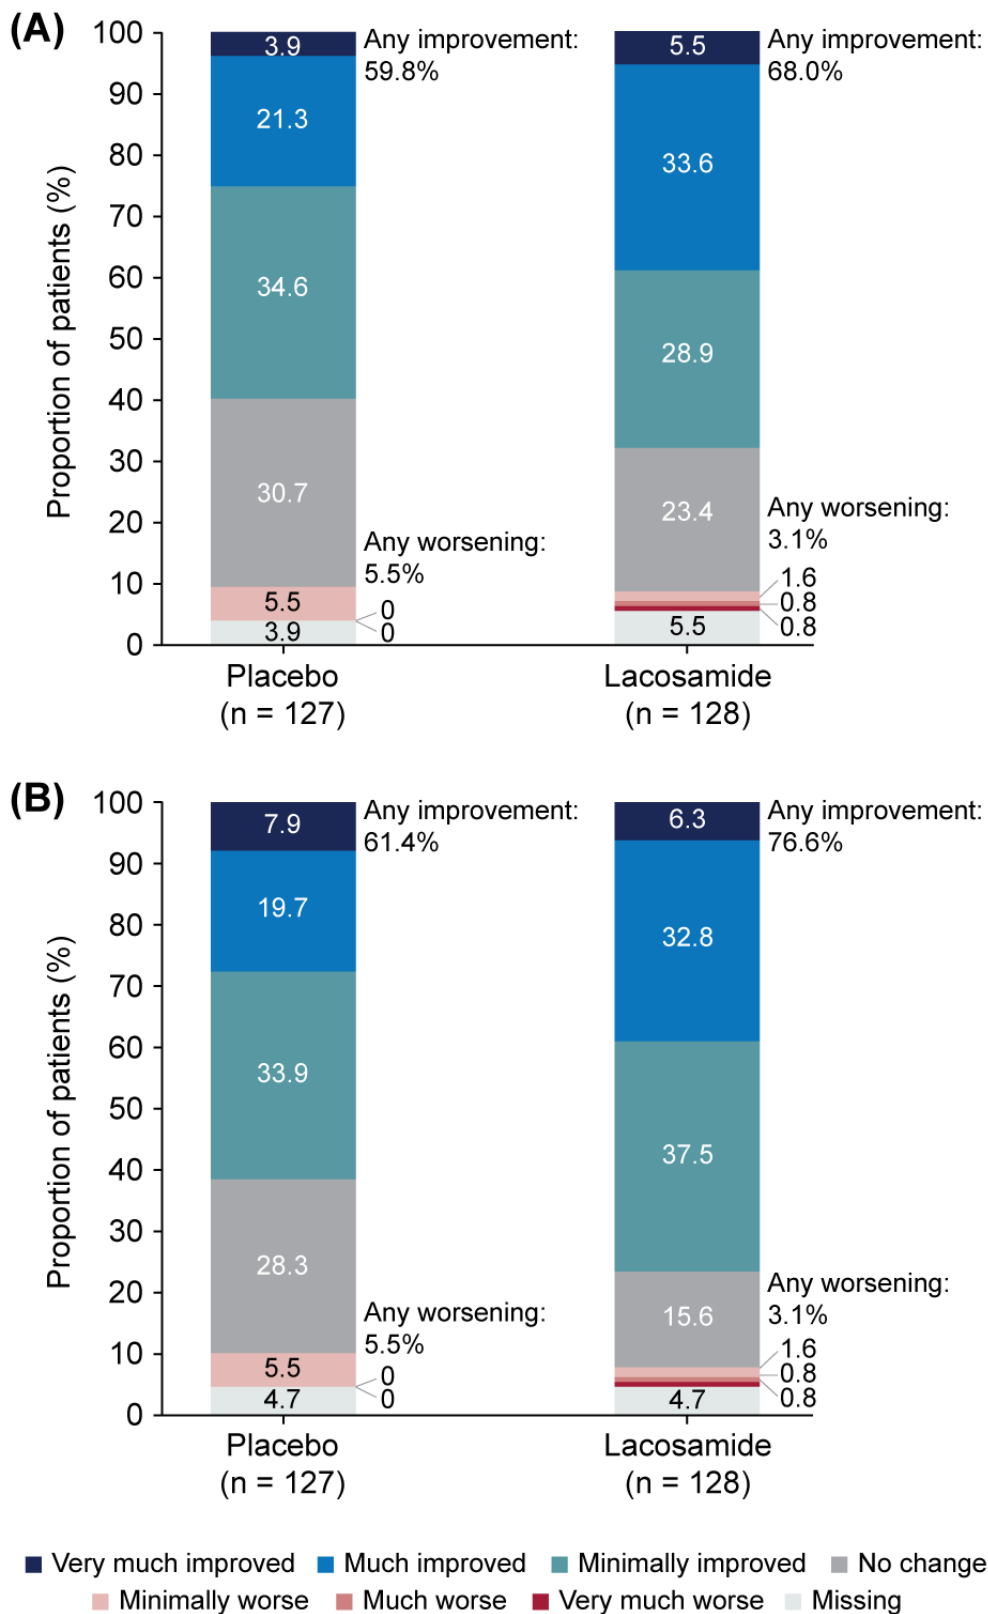 (A)
Proportion of patients (%)
100
90
80
70
60
50
40
30
20
10
0
3.9
21.3
34.6
30.7
5.5
3.9
Any improvement:
59.8%
Any worsening:
5.5%
0
0
5.5
33.6
28.9
23.4
5.5
Any improvement:
68.0%
Any worsening:
3.1%
1.6
0.8
0.8
Placebo
(n = 127)
Lacosamide
(n = 128)
(B)
Proportion of patients (%)
100
90
80
70
60
50
40
30
20
10
0
7.9
19.7
33.9
28.3
5.5
4.7
Any improvement:
61.4%
Any worsening:
5.5%
0
0
6.3
32.8
37.5
15.6
4.7
Any improvement:
76.6%
Any worsening:
3.1%
1.6
0.8
0.8
Placebo
(n = 127)
Lacosamide
(n = 128)
Very much improved Much improved Minimally improved No change
Minimally worse Much worse Very much worse Missing